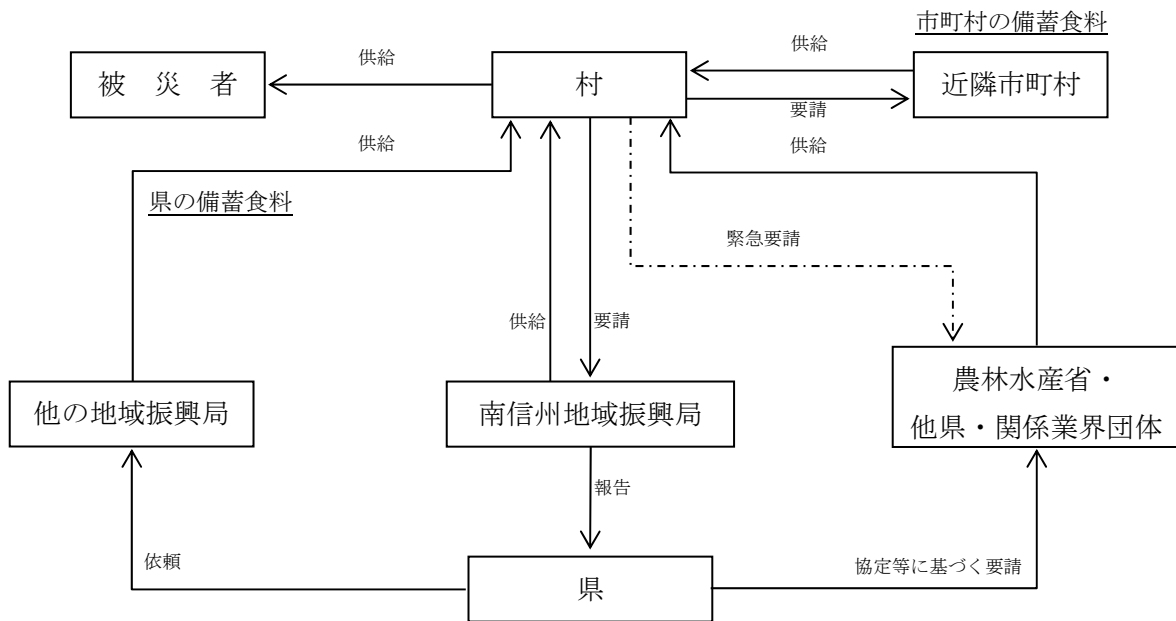 市町村の備蓄食料
供給
供給
被　災　者
村
近隣市町村
要請
供給
供給
県の備蓄食料
緊急要請
供給
要請
他の地域振興局
南信州地域振興局
農林水産省・
他県・関係業界団体
報告
依頼
県
協定等に基づく要請